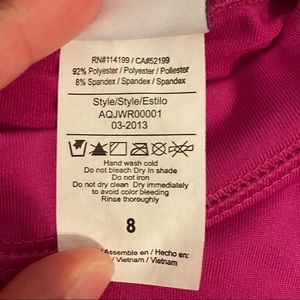 RN#114199 / CA#52199
92% Polyester / Polyester / Poliester
8% Spandex / Spandex / Spandex
Style/Style/Estilo
AQJWR00001
03-2013
Hand wash cold
Do not bleach Dry In shade
Do not iron
Do not dry clean Dry immediately
to avoid color bleeding
Rinse thoroughly
8
Assemble en / Hecho en:
/ Vietnam / Vietnam